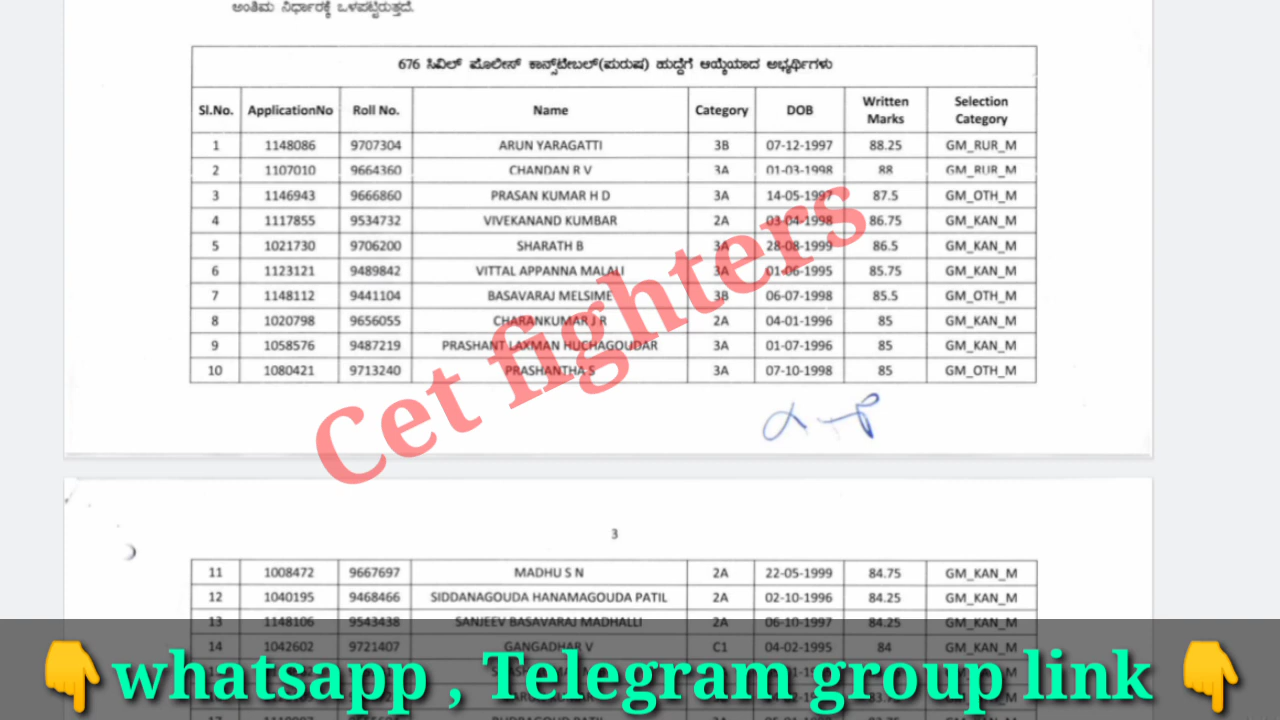 ಅಂತಿಮ ನಿರ್ಧಾರಕ್ಕೆ ಒಳಪಟ್ಟಿರುತ್ತದೆ.
676 ಸಿವಿಲ್ ಪೊಲೀಸ್ ಕಾನ್ಸ್‌ಟೇಬಲ್(ಪುರುಷ) ಹುದ್ದೆಗೆ ಆಯ್ಕೆಯಾದ ಅಭ್ಯರ್ಥಿಗಳು
Sl.No. ApplicationNo Roll No. Name Category DOB Written Marks Selection Category
1 1148086 9707304 ARUN YARAGATTI 3B 07-12-1997 88.25 GM_RUR_M
2 1107010 9664360 CHANDAN R V 3A 01-03-1998 88 GM_RUR_M
3 1146943 9666860 PRASAN KUMAR H D 3A 14-05-1997 87.5 GM_OTH_M
4 1117855 9534732 VIVEKANAND KUMBAR 2A 03-04-1998 86.75 GM_KAN_M
5 1021730 9706200 SHARATH B 3A 28-08-1999 86.5 GM_KAN_M
6 1123121 9489842 VITTAL APPANNA MALALI 3A 01-06-1995 85.75 GM_KAN_M
7 1148112 9441104 BASAVARAJ MELSIME 3B 06-07-1998 85.5 GM_OTH_M
8 1020798 9656055 CHARANKUMAR J R 2A 04-01-1996 85 GM_KAN_M
9 1058576 9487219 PRASHANT LAXMAN HUCHAGOUDAR 3A 01-07-1996 85 GM_KAN_M
10 1080421 9713240 PRASHANTHA S 3A 07-10-1998 85 GM_OTH_M
Cet fighters
3
11 1008472 9667697 MADHU S N 2A 22-05-1999 84.75 GM_KAN_M
12 1040195 9468466 SIDDANAGOUDA HANAMAGOUDA PATIL 2A 02-10-1996 84.25 GM_KAN_M
13 1148106 9543438 SANJEEV BASAVARAJ MADHALLI 2A 06-10-1997 84.25 GM_KAN_M
14 1042602 9721407 GANGADHAR V C1 04-02-1995 84 GM_KAN_M
👇whatsapp , Telegram group link 👇